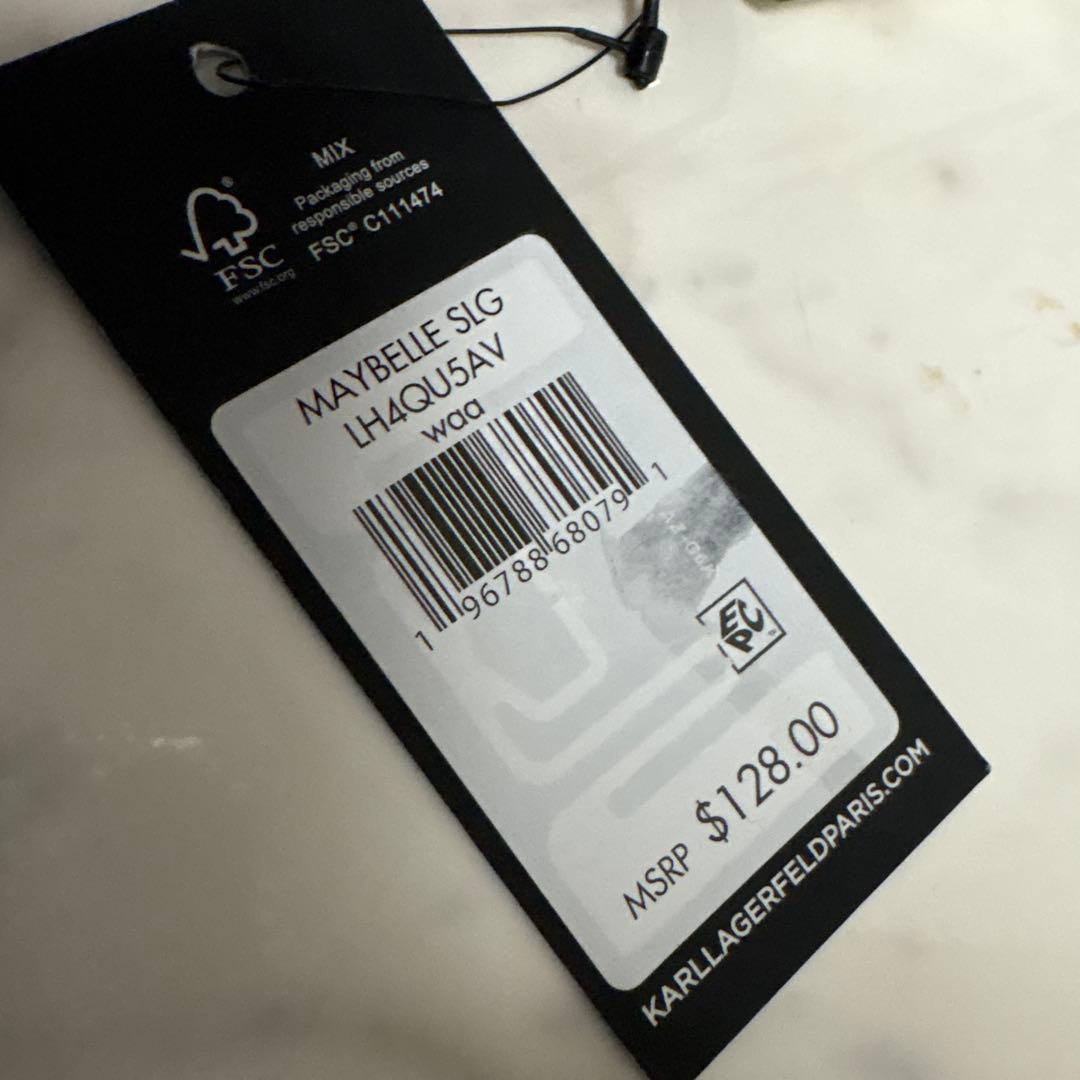 MIX
Packaging from
responsible sources
FSC® C111474
FSC
www.fsc.org
MAYBELLE SLG
LH4QU5AV
waa
1 96788 68079 1
EPC
MSRP $128.00
KARLLAGERFELDPARIS.COM